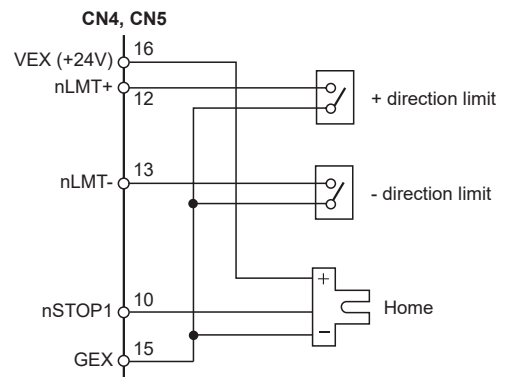 CN4, CN5
VEX (+24V) 16
nLMT+ 12
+ direction limit
nLMT- 13
- direction limit
+
nSTOP1 10
Home
−
GEX 15